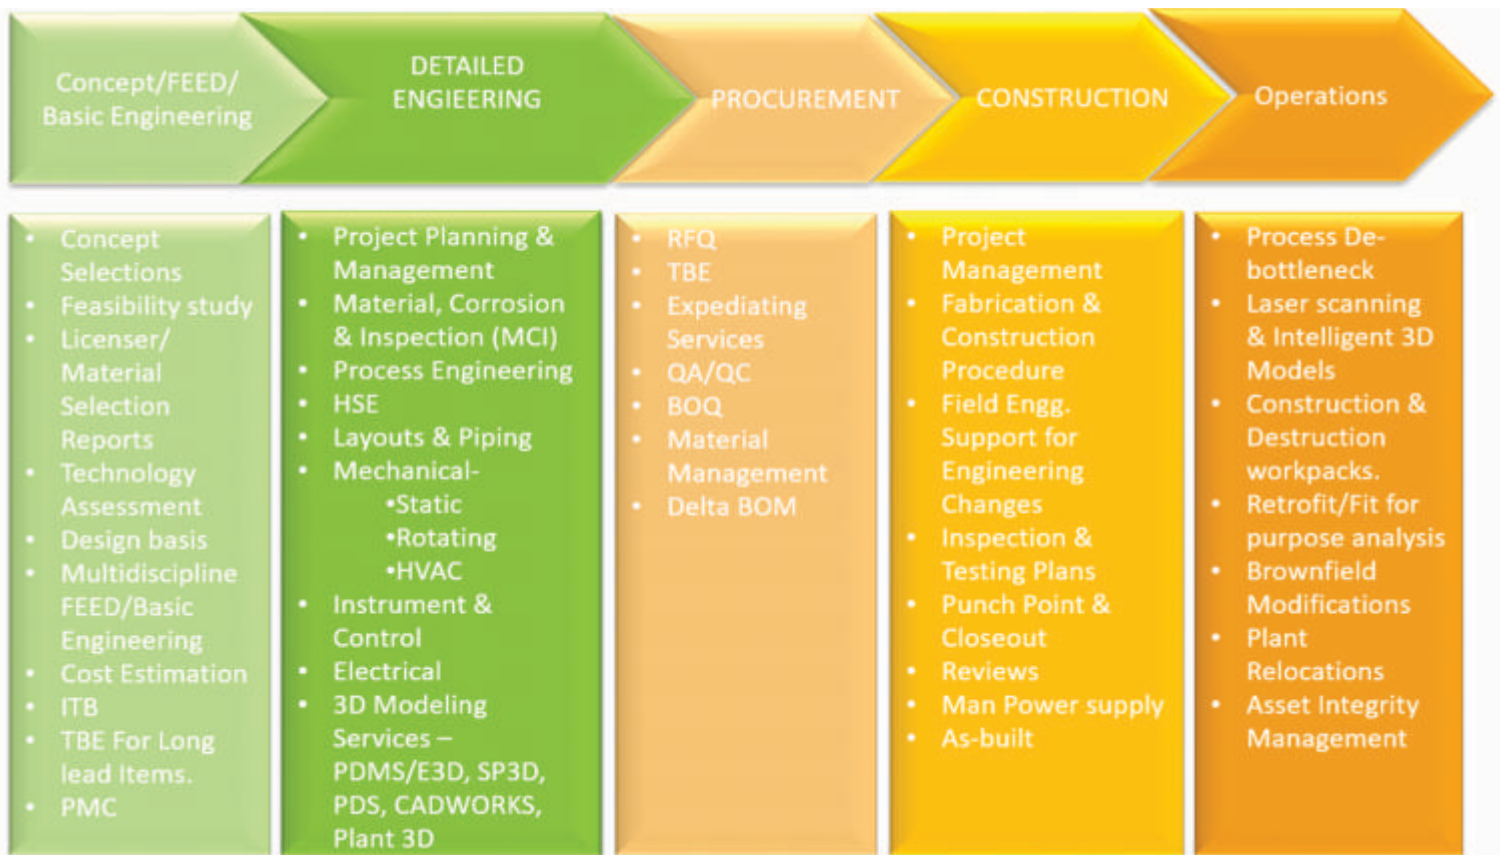 Concept/FEED/
Basic Engineering
DETAILED
ENGIEERING
PROCUREMENT
CONSTRUCTION
Operations
• Concept
Selections
• Feasibility study
• Licenser/
Material
Selection
Reports
• Technology
Assessment
• Design basis
• Multidiscipline
FEED/Basic
Engineering
• Cost Estimation
• ITB
• TBE For Long
lead Items.
• PMC
• Project Planning &
Management
• Material, Corrosion
& Inspection (MCI)
• Process Engineering
• HSE
• Layouts & Piping
• Mechanical-
•Static
•Rotating
•HVAC
• Instrument &
Control
• Electrical
• 3D Modeling
Services –
PDMS/E3D, SP3D,
PDS, CADWORKS,
Plant 3D
• RFQ
• TBE
• Expediating
Services
• QA/QC
• BOQ
• Material
Management
• Delta BOM
• Project
Management
• Fabrication &
Construction
Procedure
• Field Engg.
Support for
Engineering
Changes
• Inspection &
Testing Plans
• Punch Point &
Closeout
• Reviews
• Man Power supply
• As-built
• Process De-
bottleneck
• Laser scanning
& Intelligent 3D
Models
• Construction &
Destruction
workpacks.
• Retrofit/Fit for
purpose analysis
• Brownfield
Modifications
• Plant
Relocations
• Asset Integrity
Management